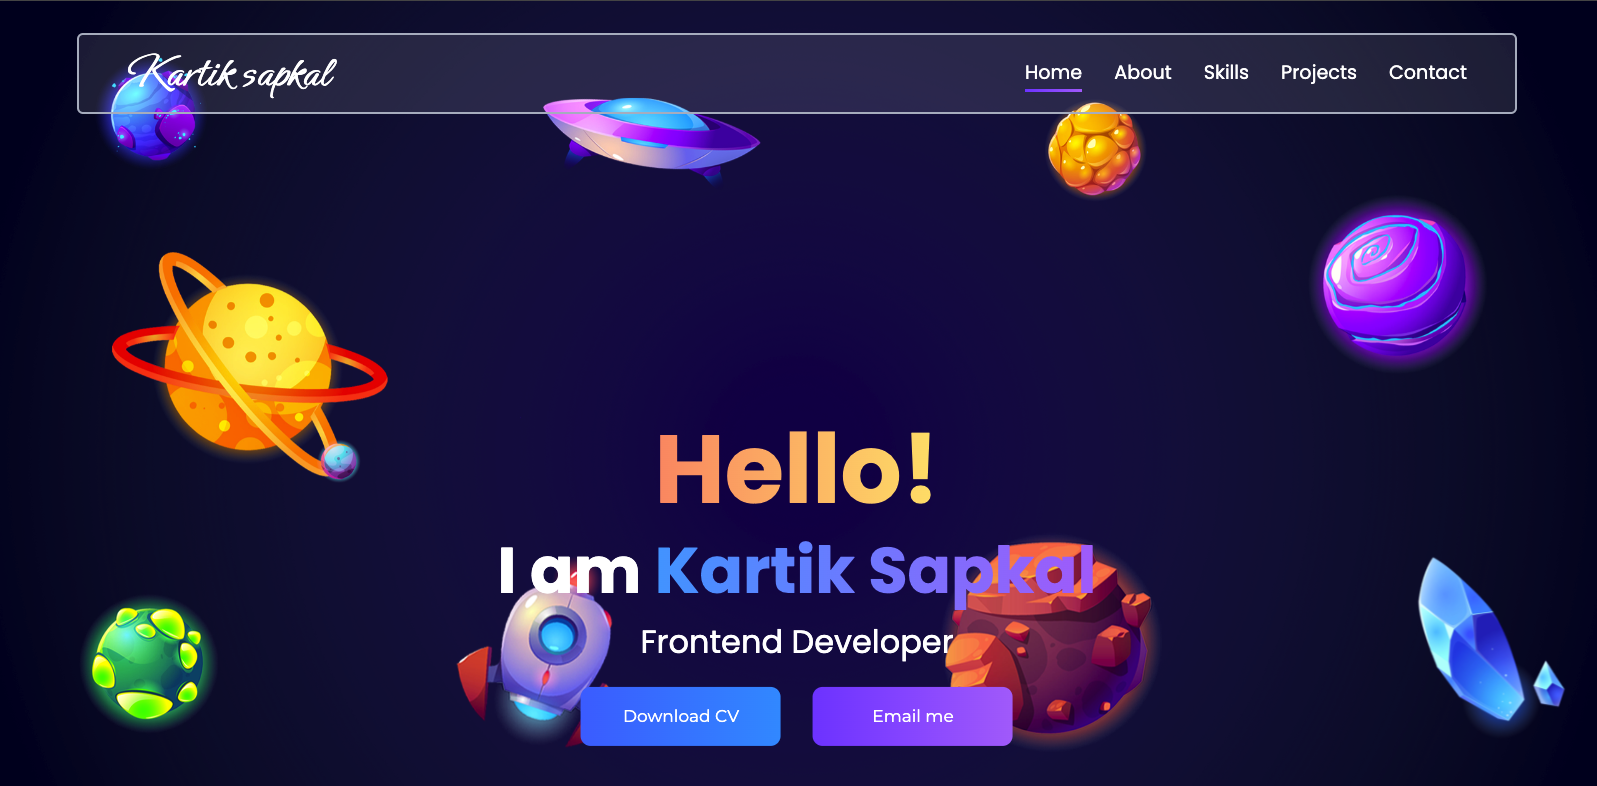 Kartik sapkal
Home About Skills Projects Contact
Hello!
I am Kartik Sapkal
Frontend Developer
Download CV
Email me